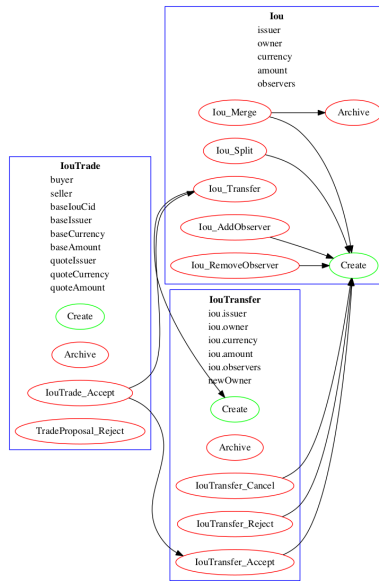 Iou
issuer
owner
currency
amount
observers
Iou_Merge
Archive
Iou_Split
Iou_Transfer
Iou_AddObserver
Iou_RemoveObserver
Create
IouTrade
buyer
seller
baseIouCid
baseIssuer
baseCurrency
baseAmount
quoteIssuer
quoteCurrency
quoteAmount
Create
Archive
IouTrade_Accept
TradeProposal_Reject
IouTransfer
iou.issuer
iou.owner
iou.currency
iou.amount
iou.observers
newOwner
Create
Archive
IouTransfer_Cancel
IouTransfer_Reject
IouTransfer_Accept